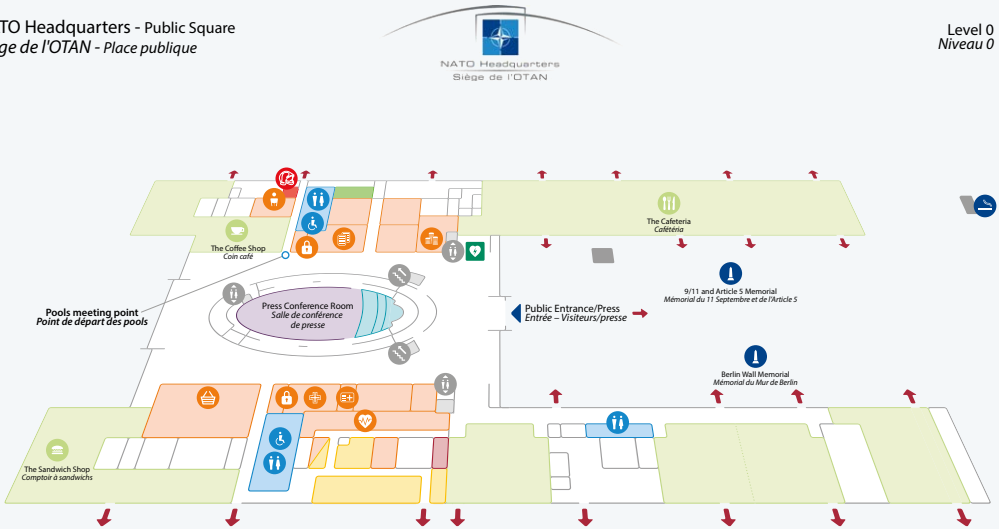 TO Headquarters - Public Square
ge de l'OTAN - Place publique
NATO Headquarters
Siège de l'OTAN
Level 0
Niveau 0
The Coffee Shop
Coin café
The Cafeteria
Cafétéria
Pools meeting point
Point de départ des pools
Press Conference Room
Salle de conférence
de presse
Public Entrance/Press
Entrée – Visiteurs/presse
9/11 and Article 5 Memorial
Mémorial du 11 Septembre et de l'Article 5
Berlin Wall Memorial
Mémorial du Mur de Berlin
The Sandwich Shop
Comptoir à sandwichs